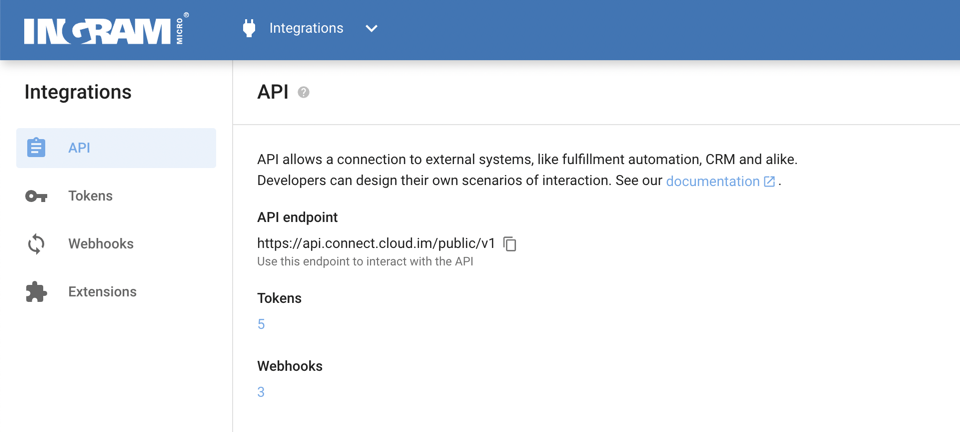 INGRAM MICRO ®
Integrations
Integrations
API
Tokens
Webhooks
Extensions
API
API allows a connection to external systems, like fulfillment automation, CRM and alike.
Developers can design their own scenarios of interaction. See our documentation .
API endpoint
https://api.connect.cloud.im/public/v1
Use this endpoint to interact with the API
Tokens
5
Webhooks
3